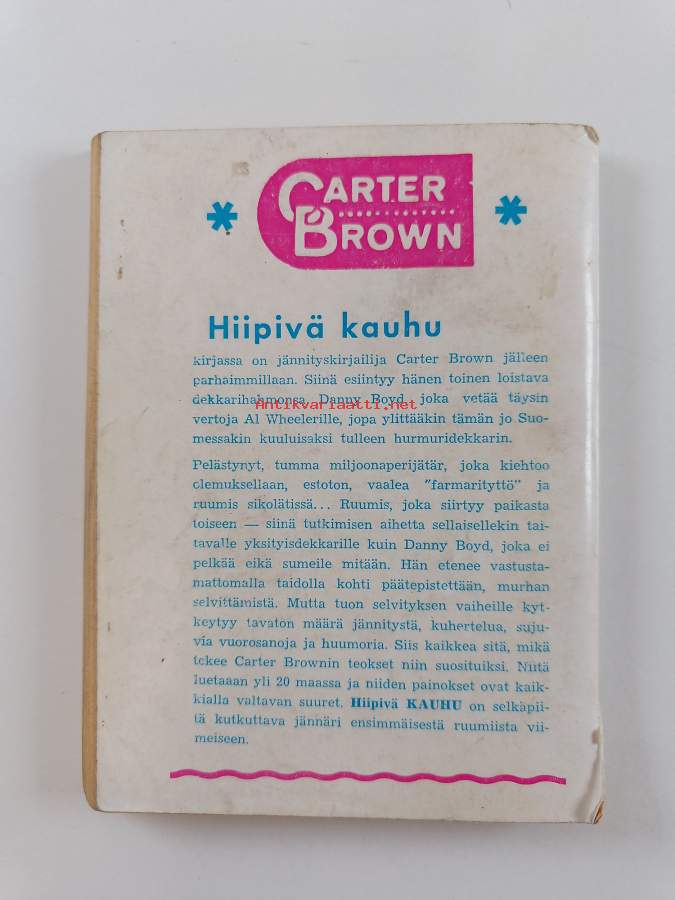 CARTER
BROWN
Hiipivä kauhu
kirjassa on jännityskirjailija Carter Brown jälleen
parhaimmillaan. Siinä esiintyy hänen toinen loistava
dekkarihahmonsa Danny Boyd, joka vetää täysin
Antikvariaatti.net
vertoja Al Wheelerille, jopa ylittääkin tämän jo Suo-
messakin kuuluisaksi tulleen hurmuridekkarin.
Pelästynyt, tumma miljoonaperijätär, joka kiehtoo
olemuksellaan, estoton, vaalea "farmarityttö" ja
ruumis sikolätissä... Ruumis, joka siirtyy paikasta
toiseen — siinä tutkimisen aihetta sellaisellekin tai-
tavalle yksityisdekkarille kuin Danny Boyd, joka ei
pelkää eikä sumeile mitään. Hän etenee vastusta-
mattomalla taidolla kohti päätepistettään, murhan
selvittämistä. Mutta tuon selvityksen vaiheille kyt-
keytyy tavaton määrä jännitystä, kuhertelua, suju-
via vuorosanoja ja huumoria. Siis kaikkea sitä, mikä
tekee Carter Brownin teokset niin suosituiksi. Niitä
luetaaan yli 20 maassa ja niiden painokset ovat kaik-
kialla valtavan suuret. Hiipivä KAUHU on selkäpii-
tä kutkuttava jännäri ensimmäisestä ruumiista vii-
meiseen.